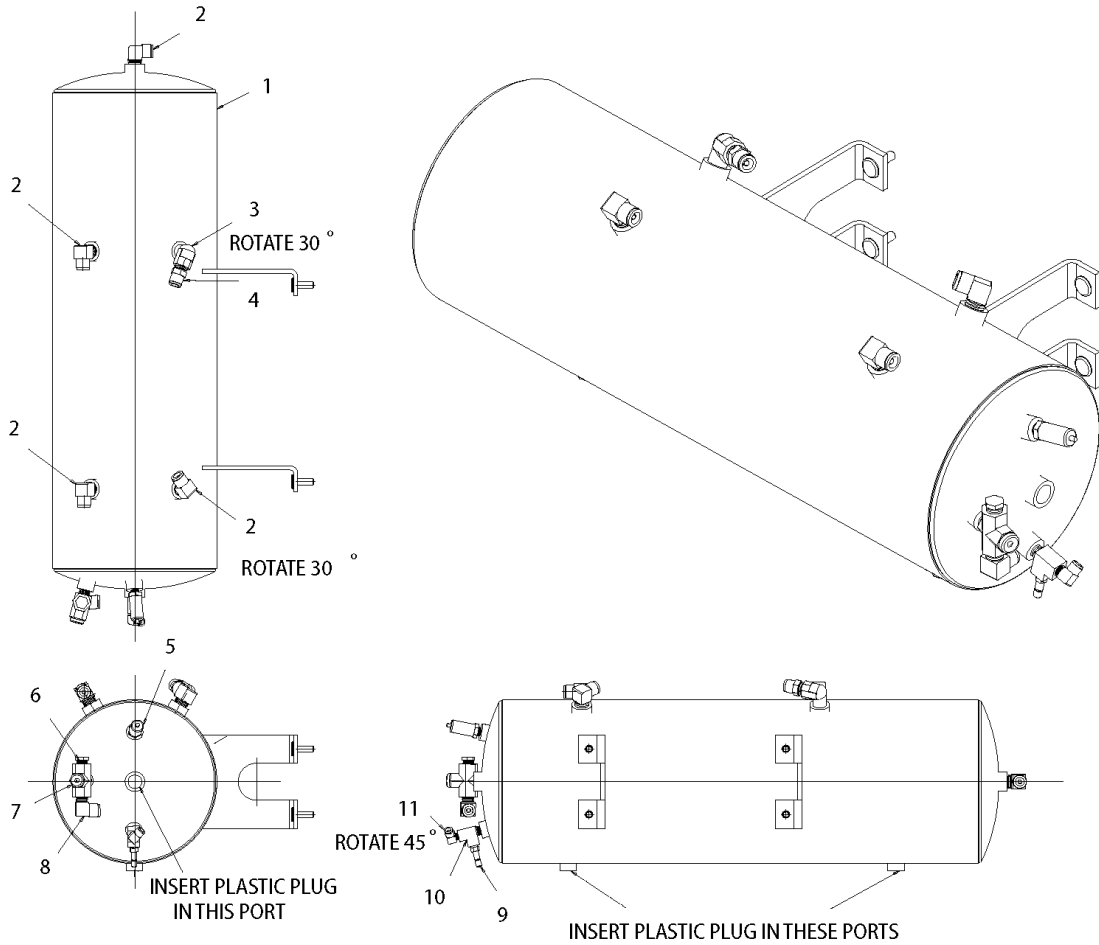 2
1
2
3
ROTATE 30 °
4
2
2
ROTATE 30 °
5
6
7
8
INSERT PLASTIC PLUG
IN THIS PORT
11
ROTATE 45 °
10
9
INSERT PLASTIC PLUG IN THESE PORTS